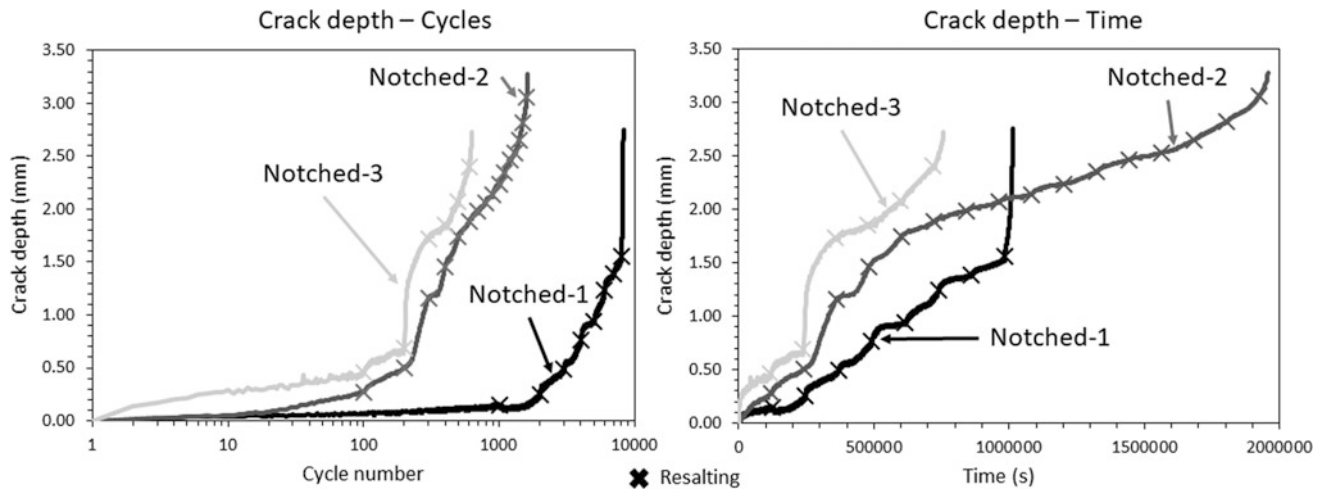 Crack depth – Cycles
3.50
3.00
2.50
2.00
1.50
1.00
0.50
0.00
Crack depth (mm)
Notched-2
Notched-3
Notched-1
1
10
100
1000
10000
Cycle number
Crack depth – Time
3.50
3.00
2.50
2.00
1.50
1.00
0.50
0.00
Crack depth (mm)
Notched-2
Notched-3
Notched-1
0
500000
1000000
1500000
2000000
Time (s)
Resalting